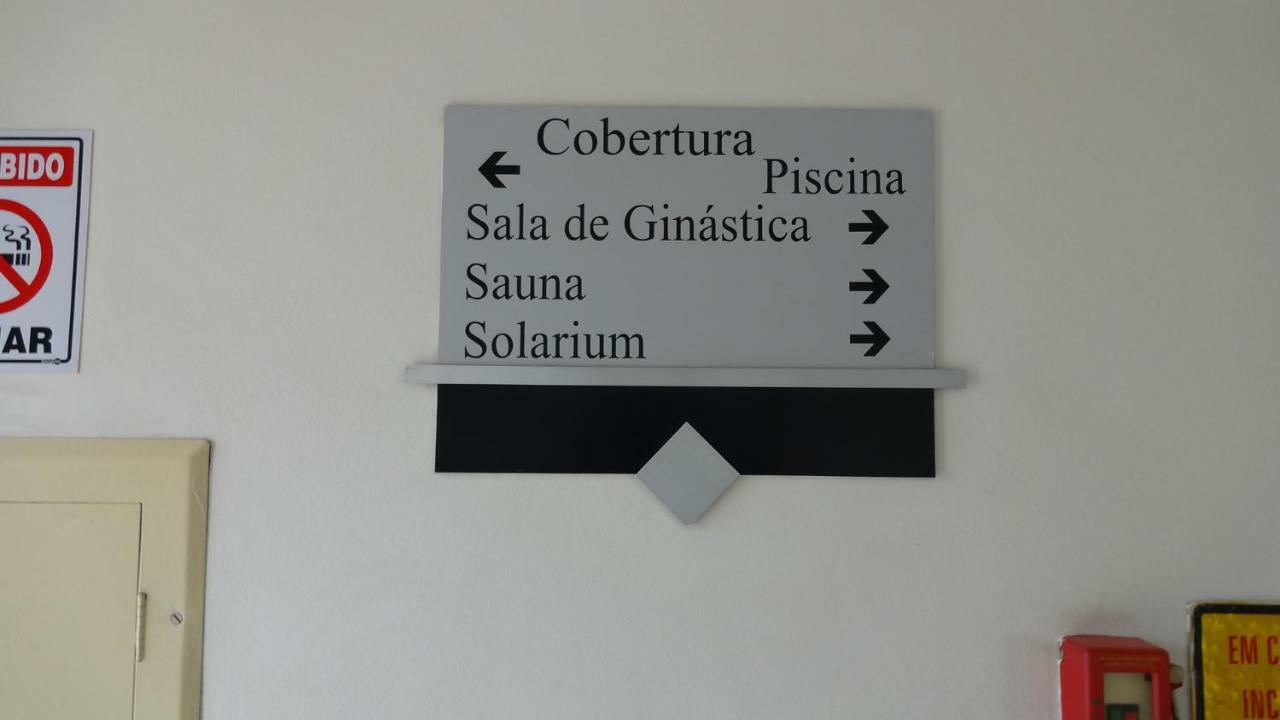 BIDO
AR
Cobertura
Piscina
Sala de Ginástica
Sauna
Solarium
EM C
INC